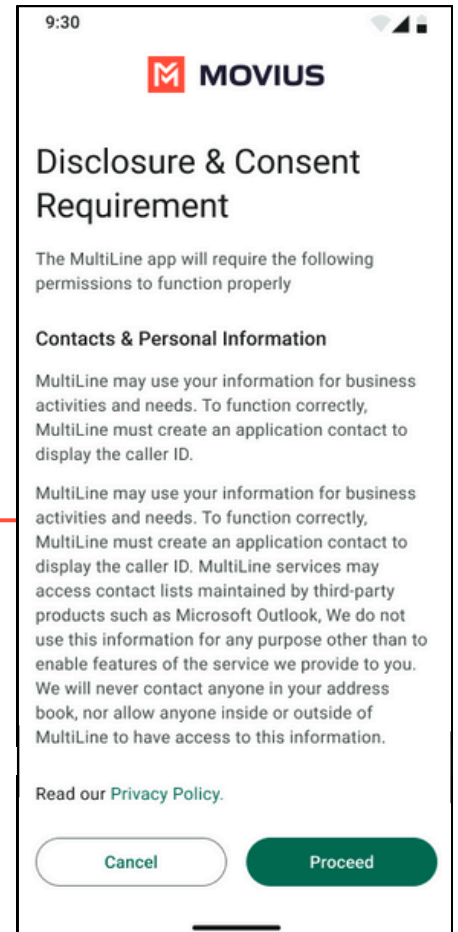 9:30
MOVIUS
Disclosure & Consent
Requirement
The MultiLine app will require the following
permissions to function properly
Contacts & Personal Information
MultiLine may use your information for business
activities and needs. To function correctly,
MultiLine must create an application contact to
display the caller ID.
MultiLine may use your information for business
activities and needs. To function correctly,
MultiLine must create an application contact to
display the caller ID. MultiLine services may
access contact lists maintained by third-party
products such as Microsoft Outlook, We do not
use this information for any purpose other than to
enable features of the service we provide to you.
We will never contact anyone in your address
book, nor allow anyone inside or outside of
MultiLine to have access to this information.
Read our Privacy Policy.
Cancel Proceed